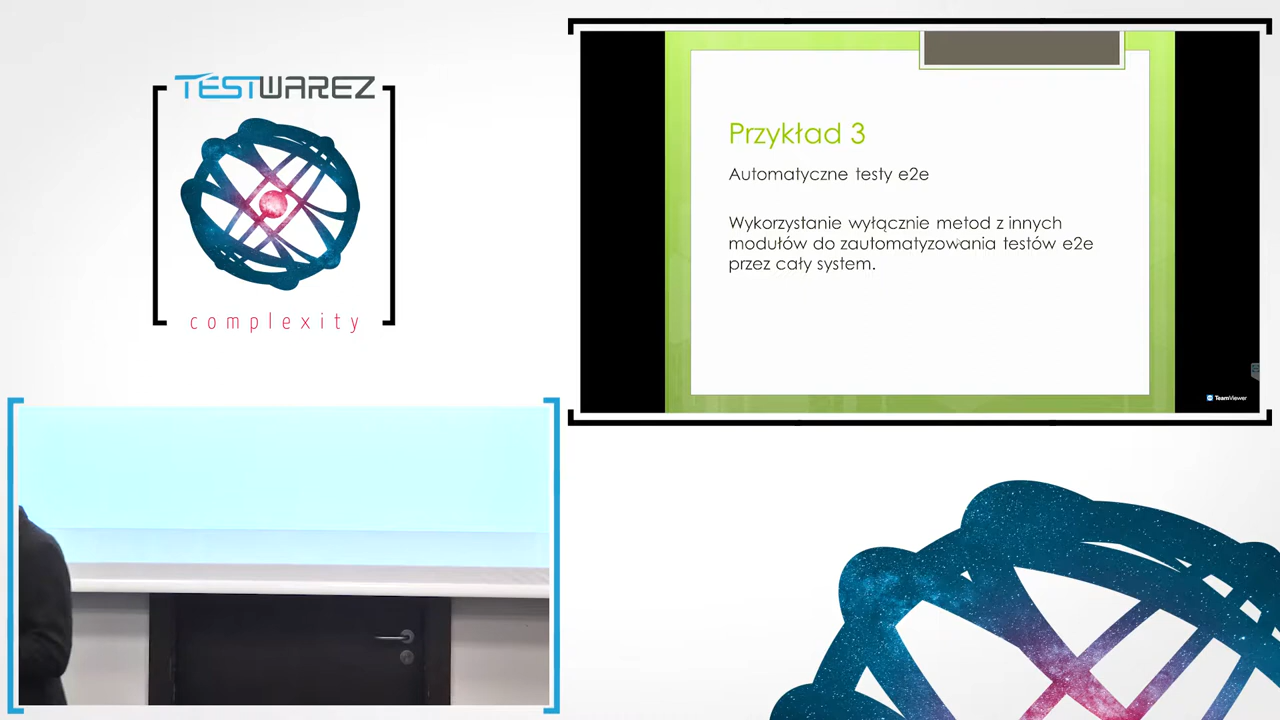 TESTWAREZ
complexity
Przykład 3
Automatyczne testy e2e
Wykorzystanie wyłącznie metod z innych
modułów do zautomatyzowania testów e2e
przez cały system.
TeamViewer